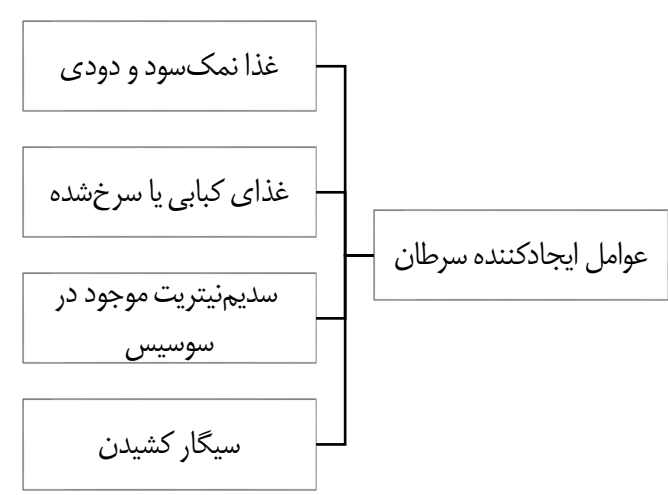 عوامل ایجادکننده سرطان
غذا نمک‌سود و دودی
غذای کبابی یا سرخ‌شده
سدیم‌نیتریت موجود در
سوسیس
سیگار کشیدن